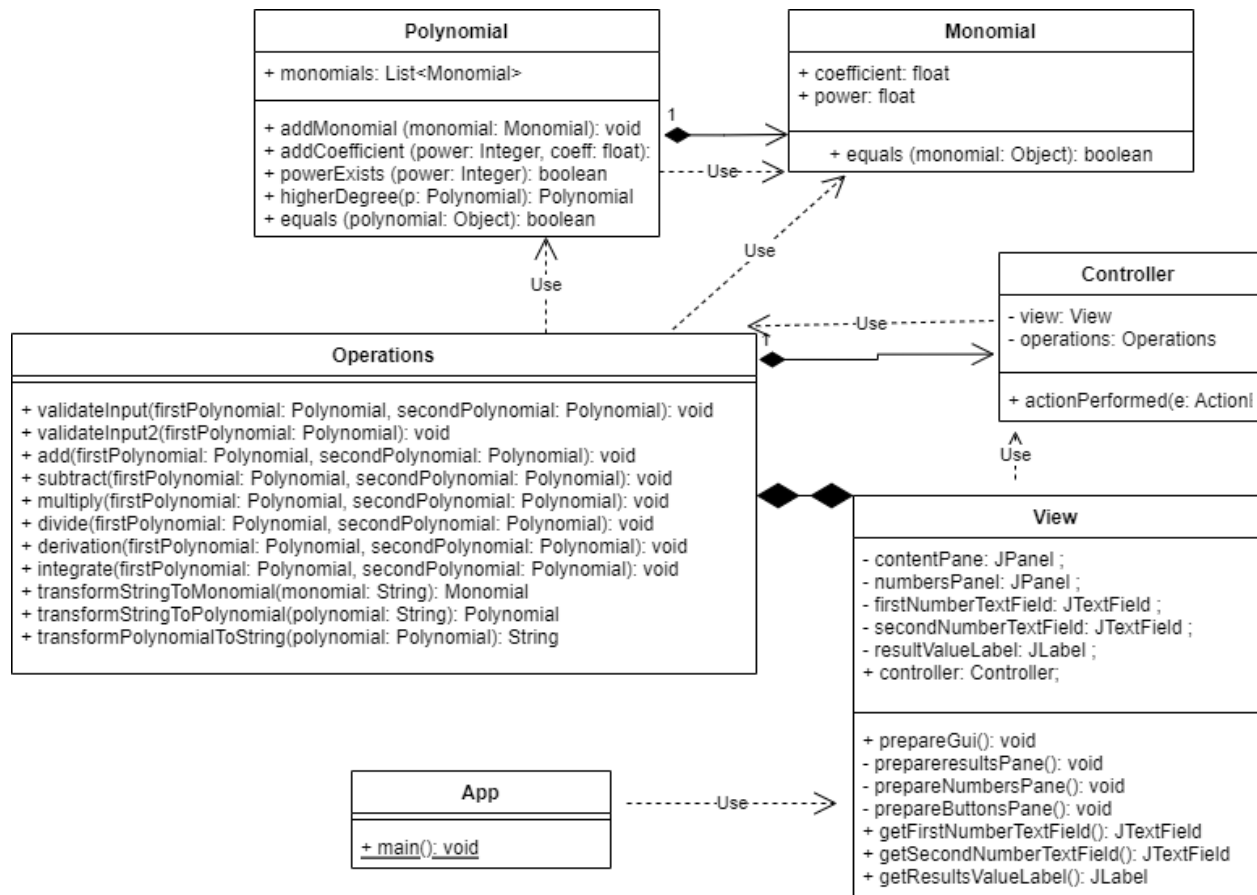 Polynomial
+ monomials: List<Monomial>
+ addMonomial (monomial: Monomial): void
+ addCoefficient (power: Integer, coeff: float):
+ powerExists (power: Integer): boolean
+ higherDegree(p: Polynomial): Polynomial
+ equals (polynomial: Object): boolean
1
Use
Monomial
+ coefficient: float
+ power: float
+ equals (monomial: Object): boolean
Use
Use
Controller
- view: View
- operations: Operations
+ actionPerformed(e: Action
Use
1
Use
Operations
+ validateInput(firstPolynomial: Polynomial, secondPolynomial: Polynomial): void
+ validateInput2(firstPolynomial: Polynomial): void
+ add(firstPolynomial: Polynomial, secondPolynomial: Polynomial): void
+ subtract(firstPolynomial: Polynomial, secondPolynomial: Polynomial): void
+ multiply(firstPolynomial: Polynomial, secondPolynomial: Polynomial): void
+ divide(firstPolynomial: Polynomial, secondPolynomial: Polynomial): void
+ derivation(firstPolynomial: Polynomial, secondPolynomial: Polynomial): void
+ integrate(firstPolynomial: Polynomial, secondPolynomial: Polynomial): void
+ transformStringToMonomial(monomial: String): Monomial
+ transformStringToPolynomial(polynomial: String): Polynomial
+ transformPolynomialToString(polynomial: Polynomial): String
View
- contentPane: JPanel ;
- numbersPanel: JPanel ;
- firstNumberTextField: JTextField ;
- secondNumberTextField: JTextField ;
- resultValueLabel: JLabel ;
+ controller: Controller;
+ prepareGui(): void
- prepareresultsPane(): void
- prepareNumbersPane(): void
- prepareButtonsPane(): void
+ getFirstNumberTextField(): JTextField
+ getSecondNumberTextField(): JTextField
+ getResultsValueLabel(): JLabel
App
+ main(): void
Use